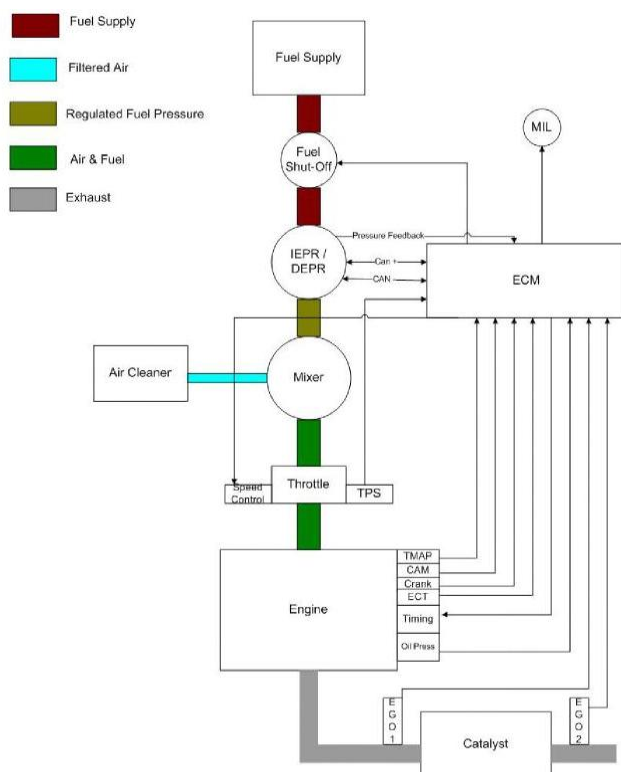 Fuel Supply
Filtered Air
Regulated Fuel Pressure
Air & Fuel
Exhaust
Fuel Supply
Fuel
Shut-Off
MIL
Pressure Feedback
IEPR /
DEPR
Can +
CAN -
ECM
Air Cleaner
Mixer
Throttle
Speed
Control
TPS
Engine
TMAP
CAM
Crank
ECT
Timing
Oil Press
E
G
O
1
E
G
O
2
Catalyst